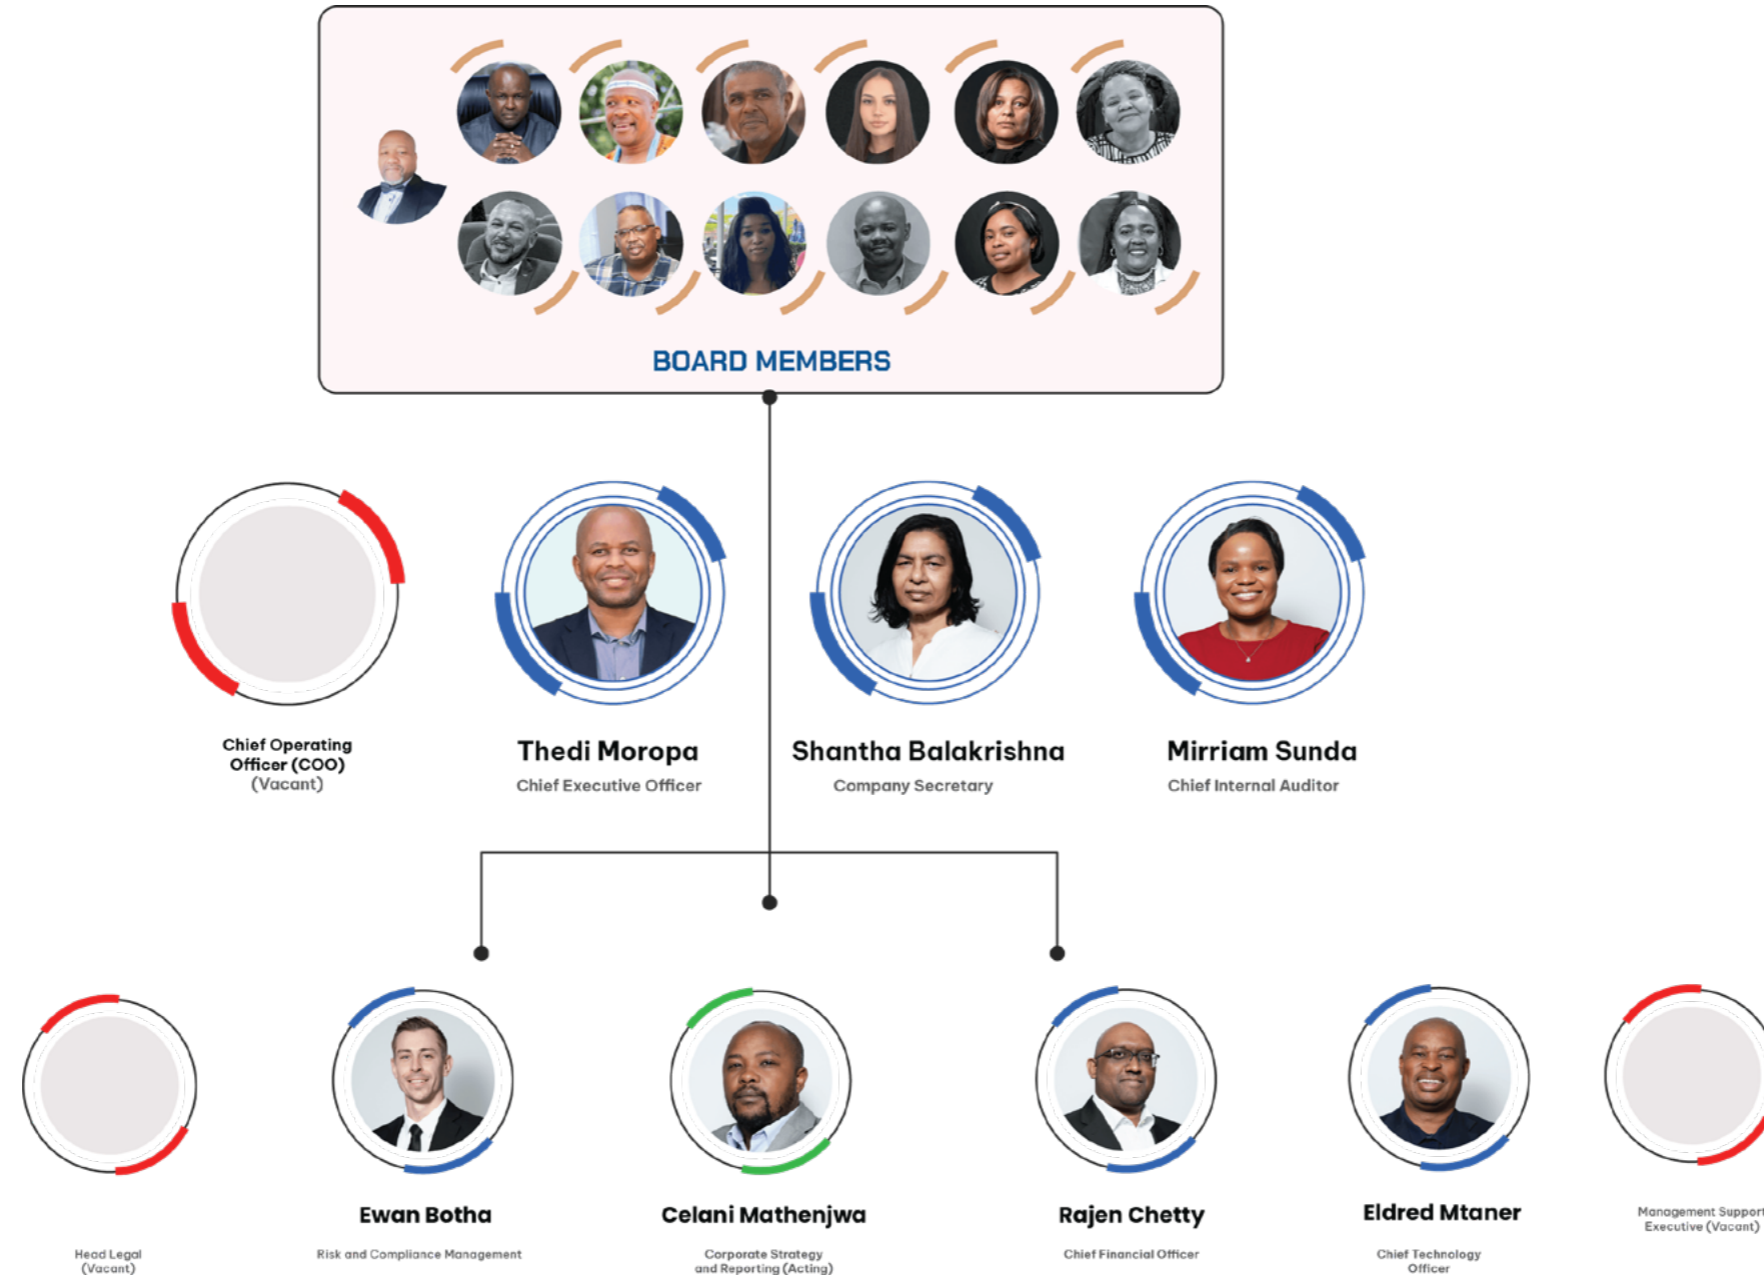 BOARD MEMBERS
Chief Operating
Officer (COO)
(Vacant)
Thedi Moropa
Chief Executive Officer
Shantha Balakrishna
Company Secretary
Mirriam Sunda
Chief Internal Auditor
Head Legal
(Vacant)
Ewan Botha
Risk and Compliance Management
Celani Mathenjwa
Corporate Strategy
and Reporting (Acting)
Rajen Chetty
Chief Financial Officer
Eldred Mtaner
Chief Technology
Officer
Management Support
Executive (Vacant)